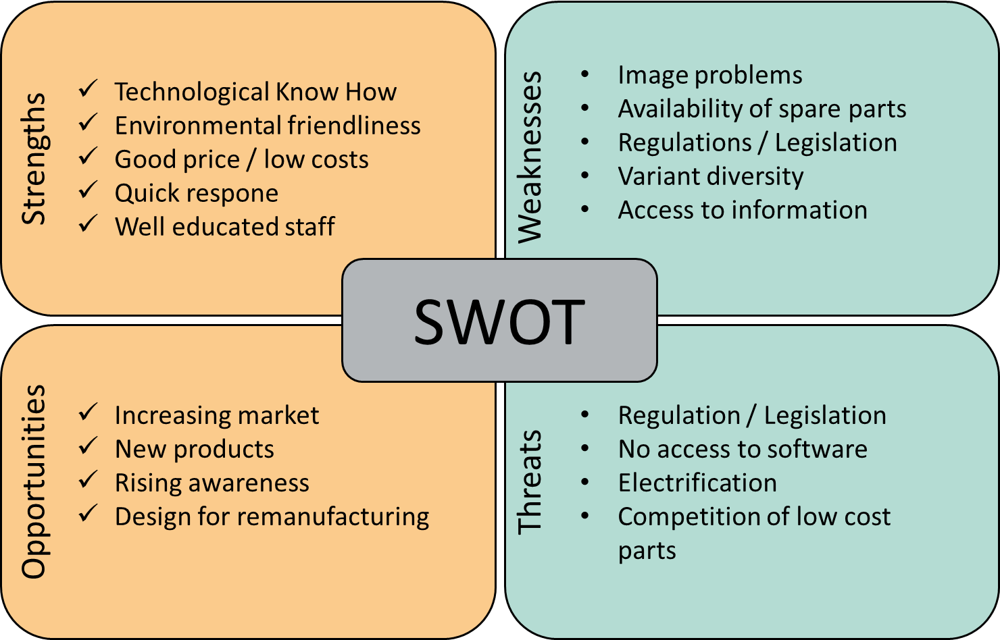 Strengths
✓ Technological Know How
✓ Environmental friendliness
✓ Good price / low costs
✓ Quick respone
✓ Well educated staff
Weaknesses
• Image problems
• Availability of spare parts
• Regulations / Legislation
• Variant diversity
• Access to information
SWOT
Opportunities
✓ Increasing market
✓ New products
✓ Rising awareness
✓ Design for remanufacturing
Threats
• Regulation / Legislation
• No access to software
• Electrification
• Competition of low cost
parts